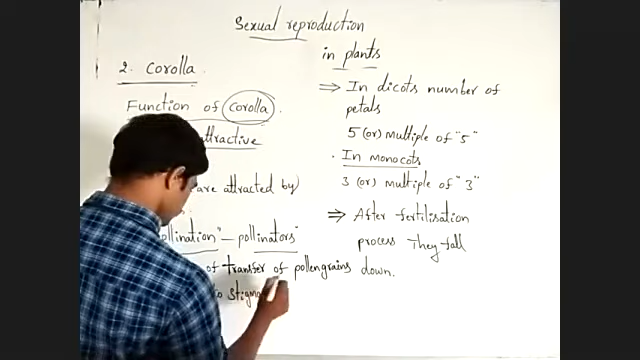 Sexual reproduction
in plants
2. Corolla.
Function of Corolla.
attractive
are attracted by)
pollination" - pollinators"
of transfer of pollengrains
to stigma
⇒ In dicots number of
petals
5 (or) multiple of "5"
. In monocots
3 (or) multiple of "3"
⇒ After fertilisation
process They fall
down.